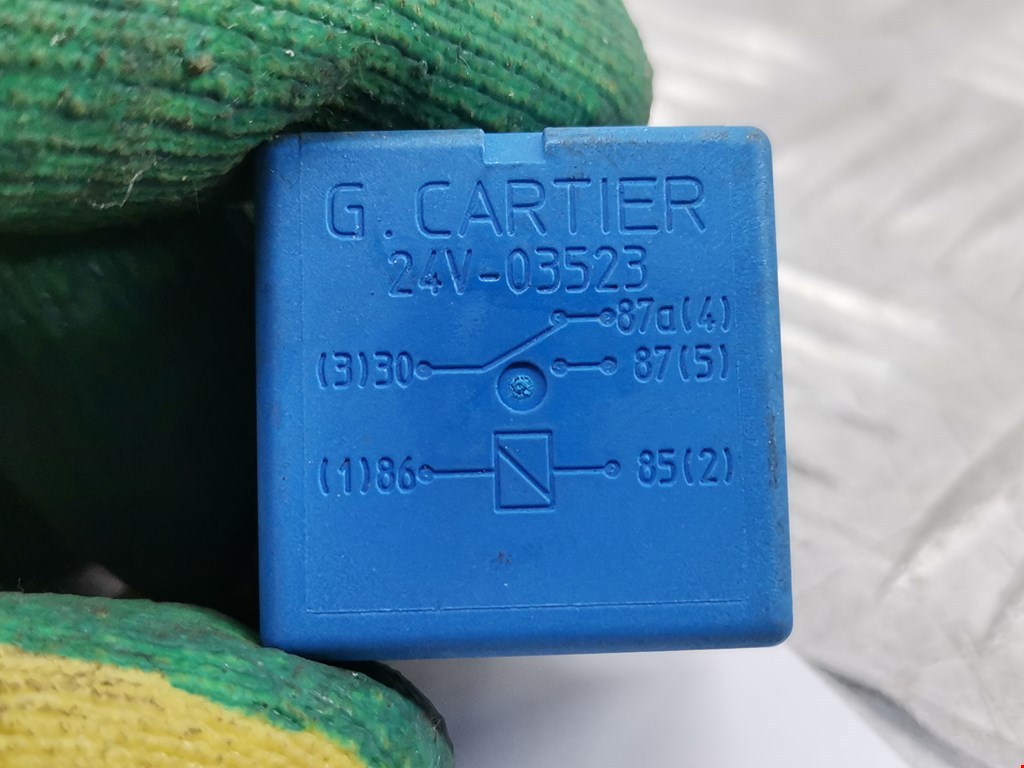 G. CARTIER
24V-03523
87a(4)
(3)30 87(5)
(1)86 85(2)